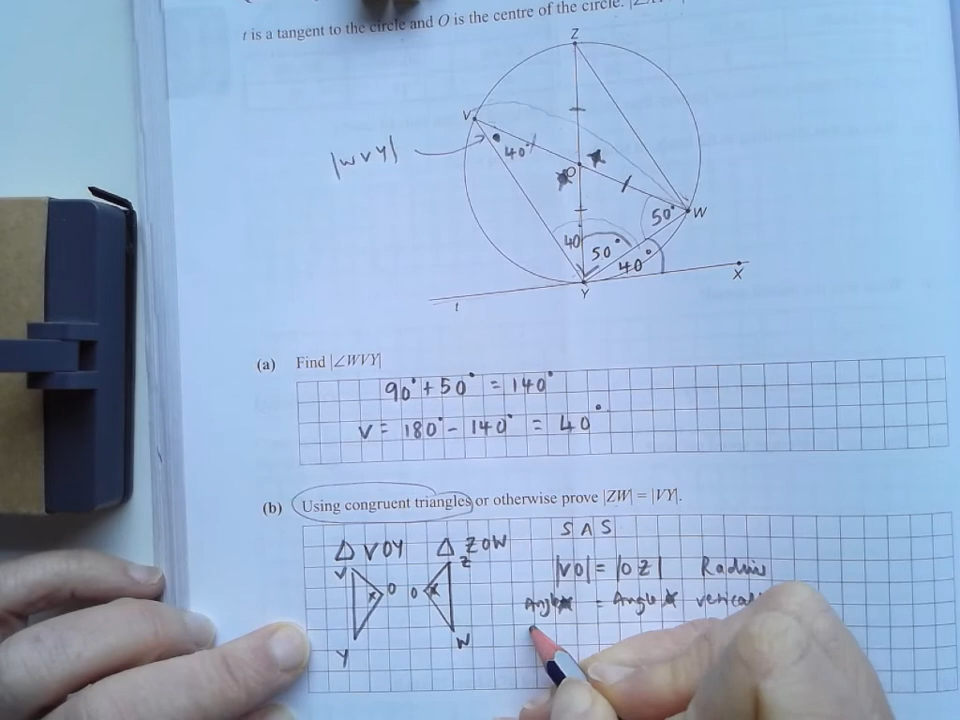 t is a tangent to the circle and O is the centre of the circle.
Z
V
|WVY|
40°
O
50°
W
40
50°
40°
X
Y
t
(a) Find |∠WVY|
90° + 50° = 140°
V = 180° - 140° = 40°
(b) Using congruent triangles or otherwise prove |ZW| = |VY|.
S A S
Δ VOY Δ ZOW
V Z
|VO| = |OZ| Radius
O O
Angle = Angle
W
Y